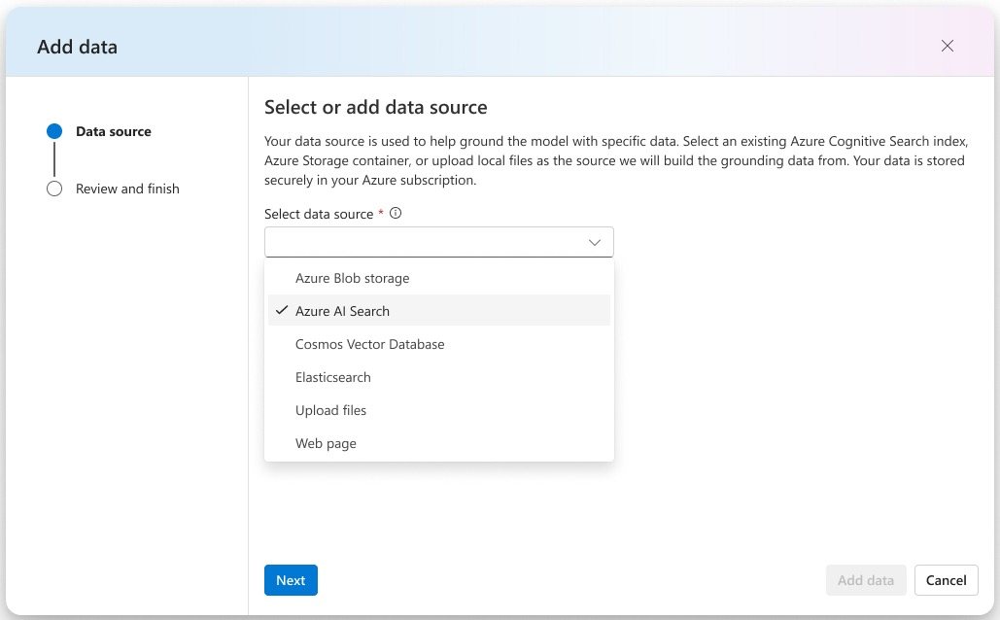 Add data
Data source
Review and finish
Select or add data source
Your data source is used to help ground the model with specific data. Select an existing Azure Cognitive Search index,
Azure Storage container, or upload local files as the source we will build the grounding data from. Your data is stored
securely in your Azure subscription.
Select data source *
Azure Blob storage
Azure AI Search
Cosmos Vector Database
Elasticsearch
Upload files
Web page
Next
Add data
Cancel